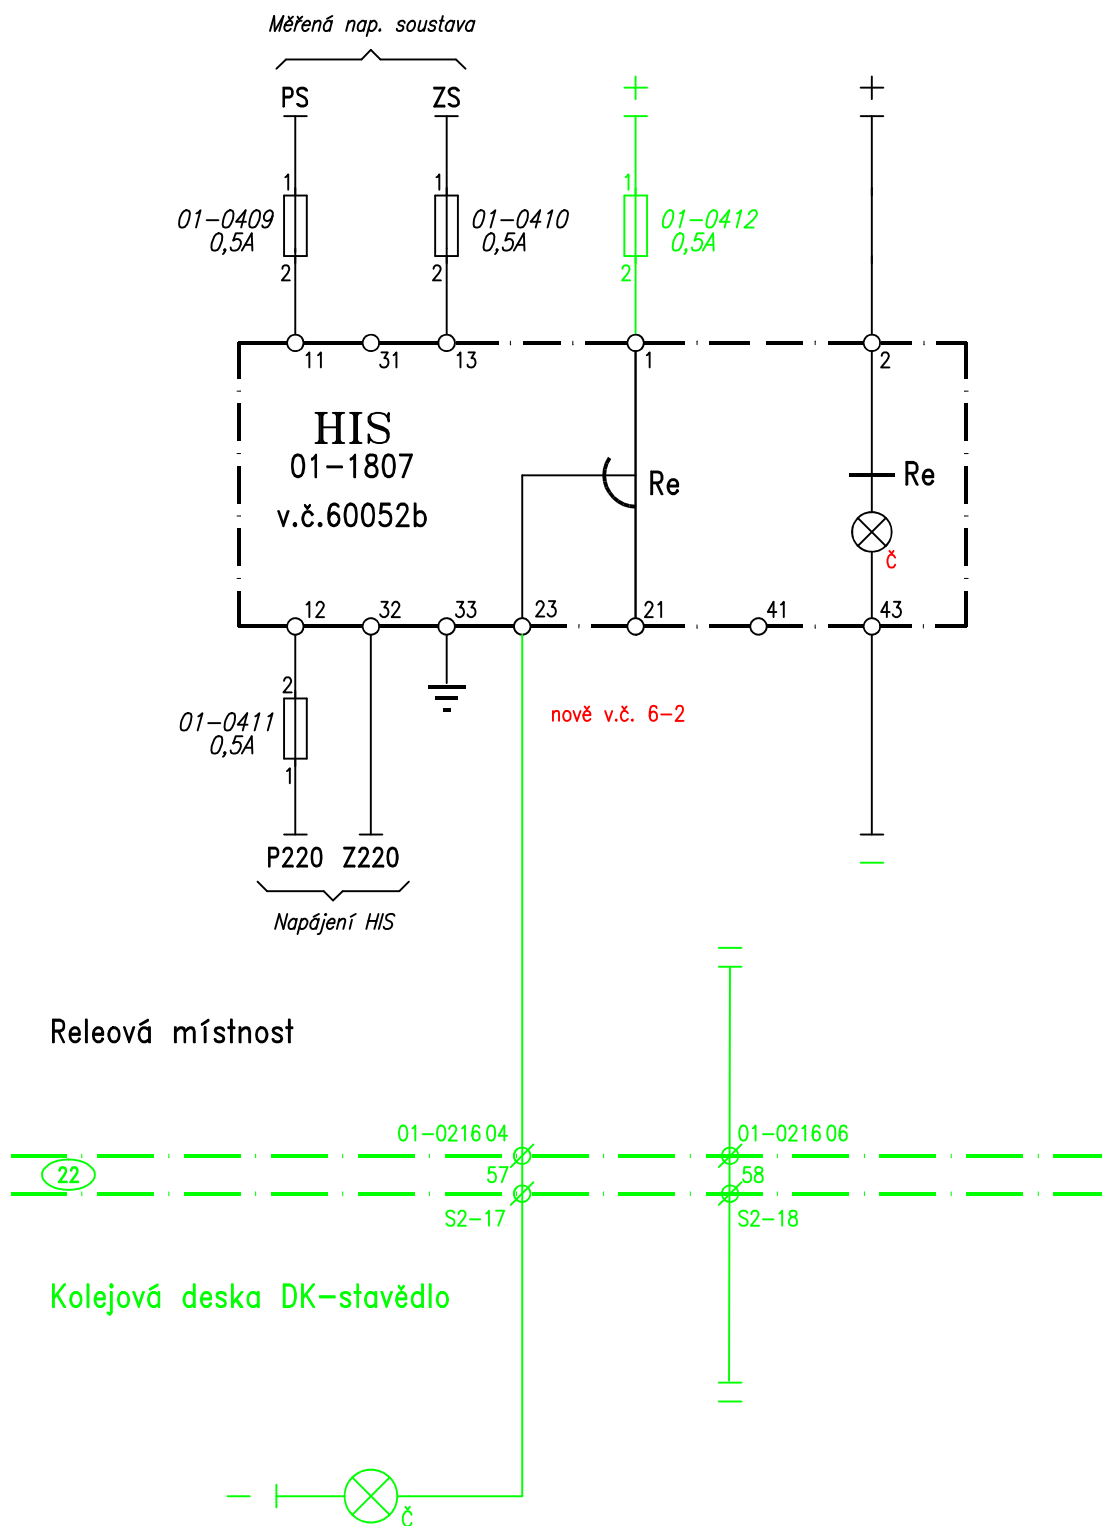 Měřená nap. soustava
PS
ZS
+
+
1
1
1
01-0409
0,5A
01-0410
0,5A
01-0412
0,5A
2
2
2
11
31
13
1
2
HIS
01-1807
v.č.60052b
Re
Re
č
12
32
33
23
21
41
43
2
01-0411
0,5A
1
nově v.č. 6-2
P220
Z220
Napájení HIS
Releová místnost
01-0216 04
01-0216 06
22
57
58
S2-17
S2-18
Kolejová deska DK-stavědlo
č